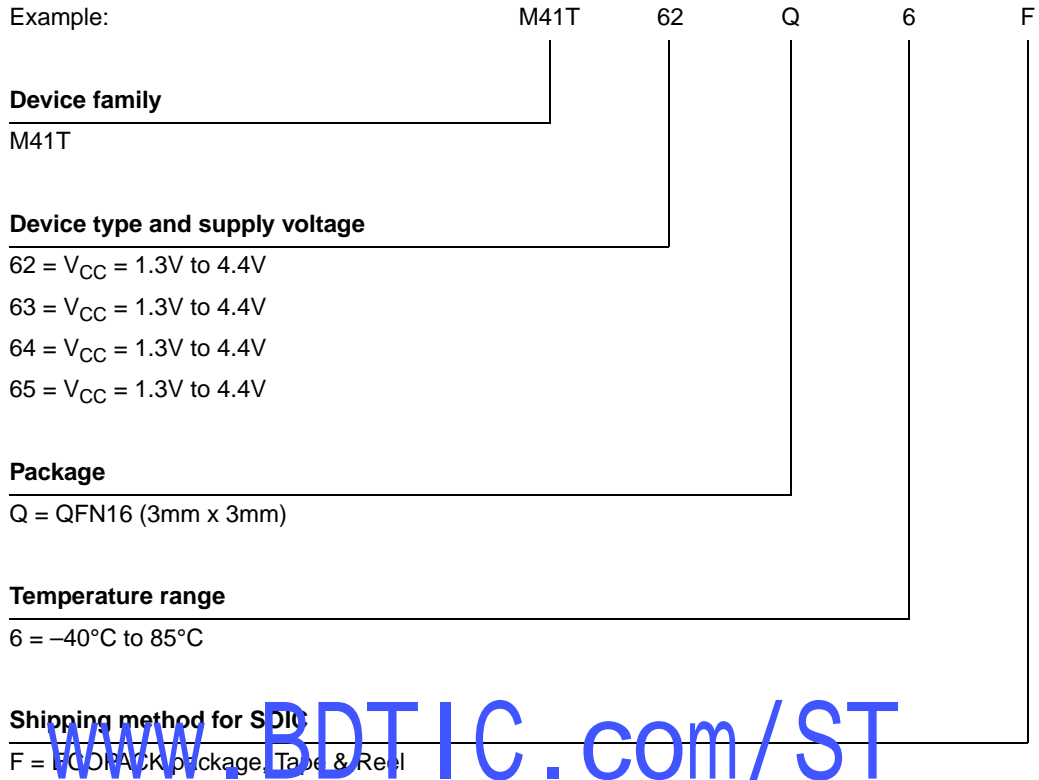 Example: M41T 62 Q 6 F
Device family
M41T
Device type and supply voltage
62 = VCC = 1.3V to 4.4V
63 = VCC = 1.3V to 4.4V
64 = VCC = 1.3V to 4.4V
65 = VCC = 1.3V to 4.4V
Package
Q = QFN16 (3mm x 3mm)
Temperature range
6 = –40°C to 85°C
Shipping method for SOIC
F = ECOPACK package, Tape & Reel
www.BDTIC.com/ST